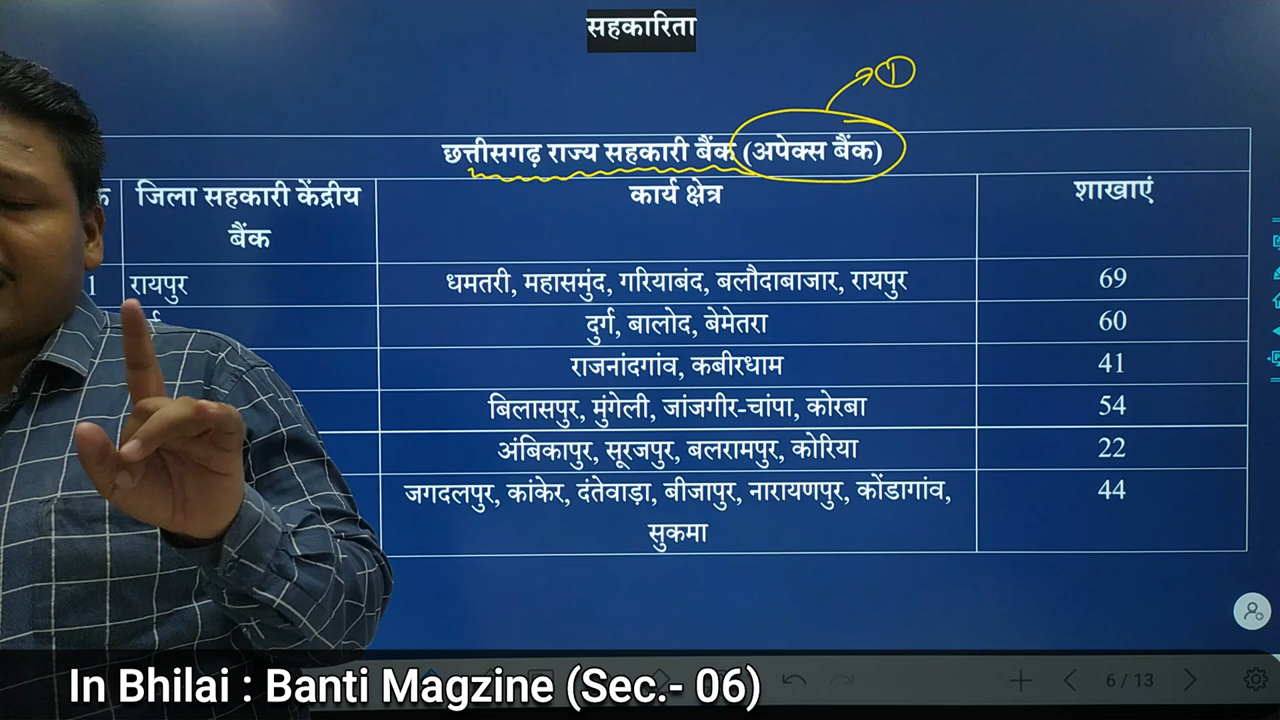 सहकारिता
1
छत्तीसगढ़ राज्य सहकारी बैंक (अपेक्स बैंक)
जिला सहकारी केंद्रीय बैंक कार्य क्षेत्र शाखाएं
1 रायपुर धमतरी, महासमुंद, गरियाबंद, बलौदाबाजार, रायपुर 69
दुर्ग, बालोद, बेमेतरा 60
राजनांदगांव, कबीरधाम 41
बिलासपुर, मुंगेली, जांजगीर-चांपा, कोरबा 54
अंबिकापुर, सूरजपुर, बलरामपुर, कोरिया 22
जगदलपुर, कांकेर, दंतेवाड़ा, बीजापुर, नारायणपुर, कोंडागांव, 44
सुकमा
6 / 13
In Bhilai : Banti Magzine (Sec.- 06)